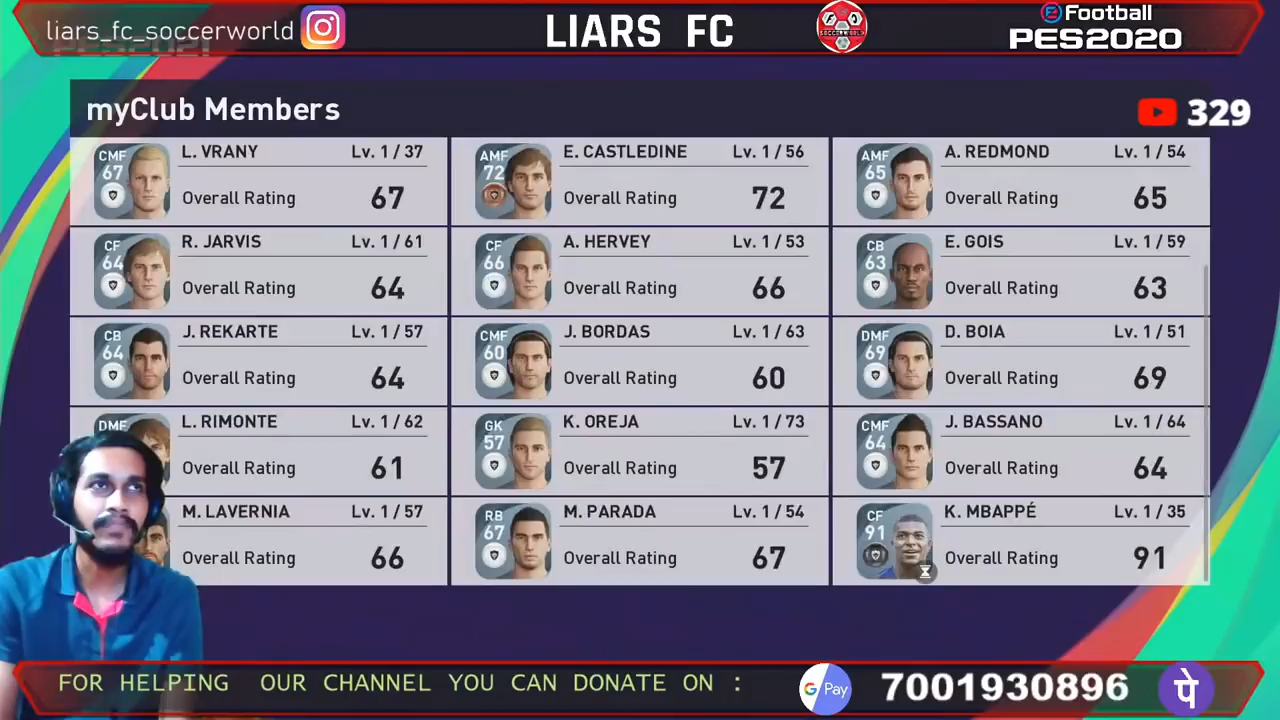 liars_fc_soccerworld
LIARS FC
SOCCERWORLD
eFootball
PES2020
myClub Members
329
CMF 67 L. VRANY Lv. 1 / 37
Overall Rating 67
AMF 72 E. CASTLEDINE Lv. 1 / 56
Overall Rating 72
AMF 65 A. REDMOND Lv. 1 / 54
Overall Rating 65
CF 64 R. JARVIS Lv. 1 / 61
Overall Rating 64
CF 66 A. HERVEY Lv. 1 / 53
Overall Rating 66
CB 63 E. GOIS Lv. 1 / 59
Overall Rating 63
CB 64 J. REKARTE Lv. 1 / 57
Overall Rating 64
CMF 60 J. BORDAS Lv. 1 / 63
Overall Rating 60
DMF 69 D. BOIA Lv. 1 / 51
Overall Rating 69
DMF L. RIMONTE Lv. 1 / 62
Overall Rating 61
GK 57 K. OREJA Lv. 1 / 73
Overall Rating 57
CMF 64 J. BASSANO Lv. 1 / 64
Overall Rating 64
M. LAVERNIA Lv. 1 / 57
Overall Rating 66
RB 67 M. PARADA Lv. 1 / 54
Overall Rating 67
CF 91 K. MBAPPÉ Lv. 1 / 35
Overall Rating 91
FOR HELPING OUR CHANNEL YOU CAN DONATE ON :
G Pay
7001930896
पे